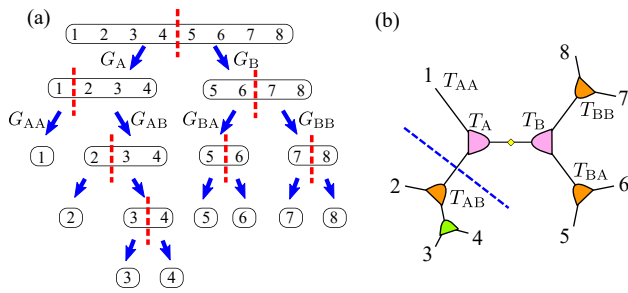 (a)
1 2 3 4 5 6 7 8
G_A G_B
1 2 3 4
5 6 7 8
G_AA G_AB G_BA G_BB
1
2 3 4
5 6
7 8
2
3 4
5
6
7
8
3
4
(b)
8
1 T_AA
7
T_BB
T_A T_B
2
T_AB
T_BA
6
3
4
5